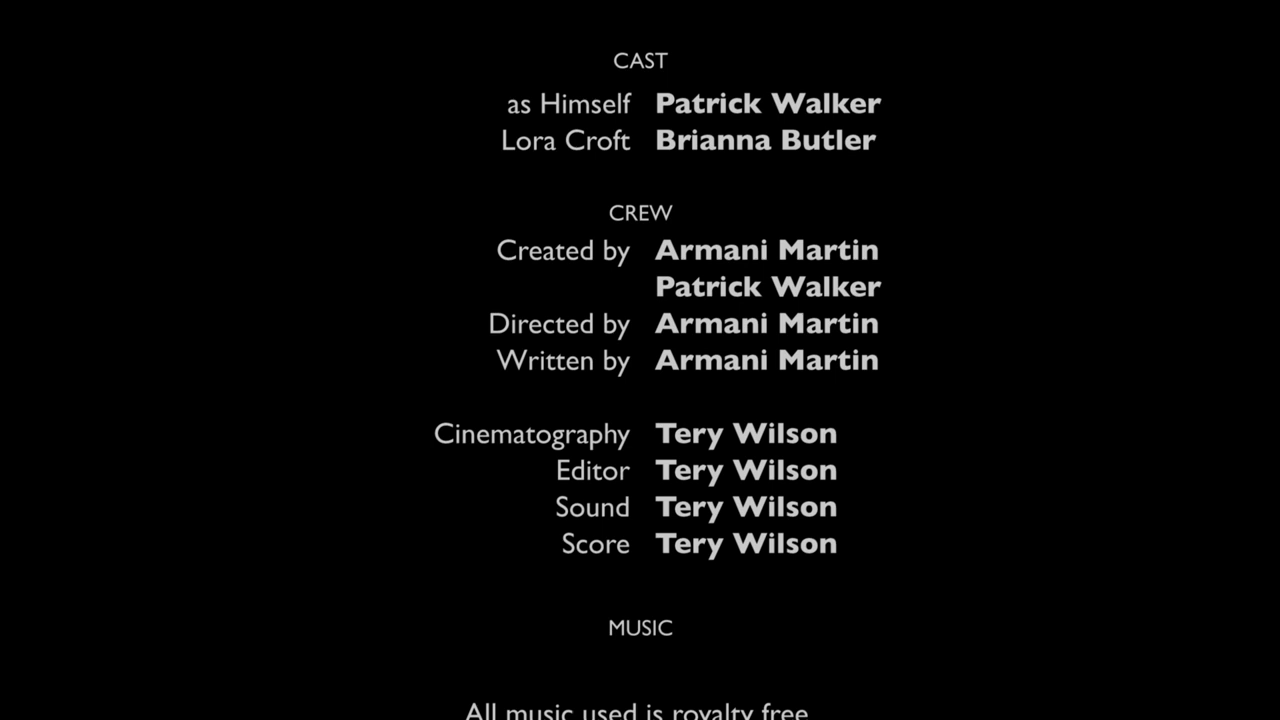 CAST
as Himself Patrick Walker
Lora Croft Brianna Butler
CREW
Created by Armani Martin
Patrick Walker
Directed by Armani Martin
Written by Armani Martin
Cinematography Tery Wilson
Editor Tery Wilson
Sound Tery Wilson
Score Tery Wilson
MUSIC
All music used is royalty free